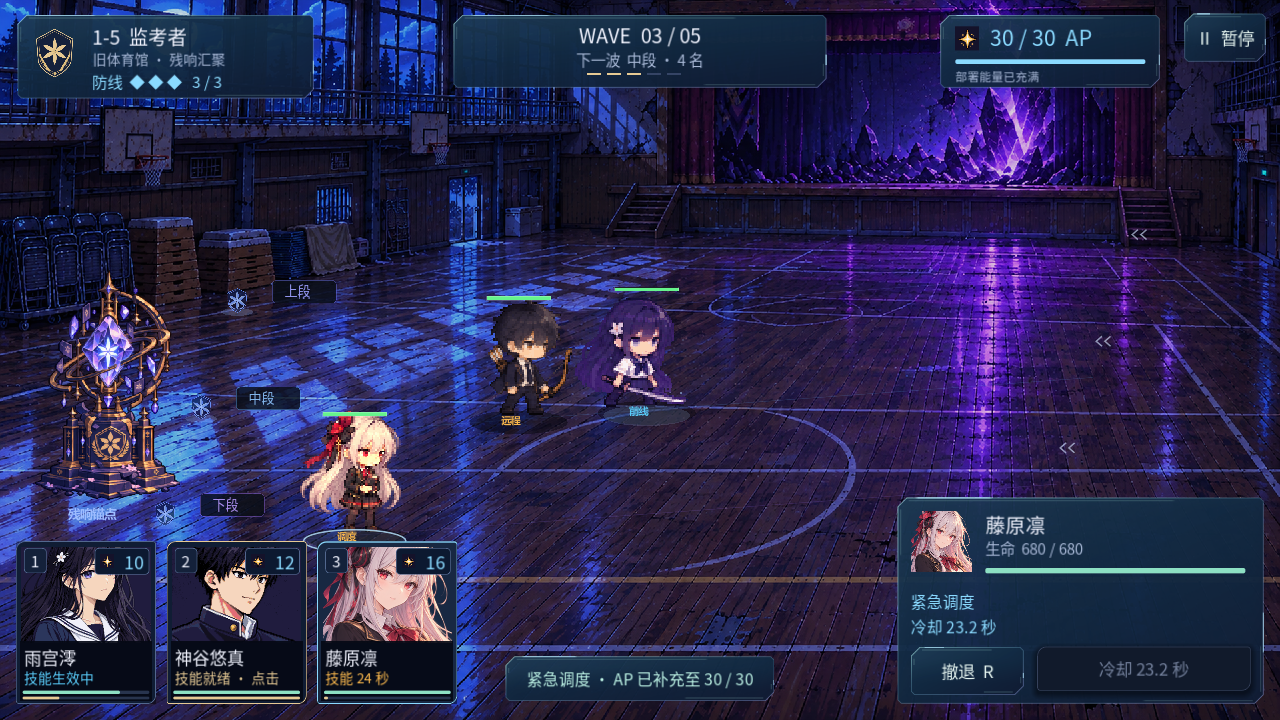 1-5 监考者
旧体育馆 · 残响汇聚
防线 ◆◆◆ 3 / 3
WAVE 03 / 05
下一波 中段 · 4 名
30 / 30 AP
部署能量已充满
II 暂停
<<
上段
<<
中段
远程
前线
<<
下段
残响锚点
调度
1
10
雨宫澪
技能生效中
2
12
神谷悠真
技能就绪 · 点击
3
16
藤原凛
技能 24 秒
紧急调度 · AP 已补充至 30 / 30
藤原凛
生命 680 / 680
紧急调度
冷却 23.2 秒
撤退 R
冷却 23.2 秒